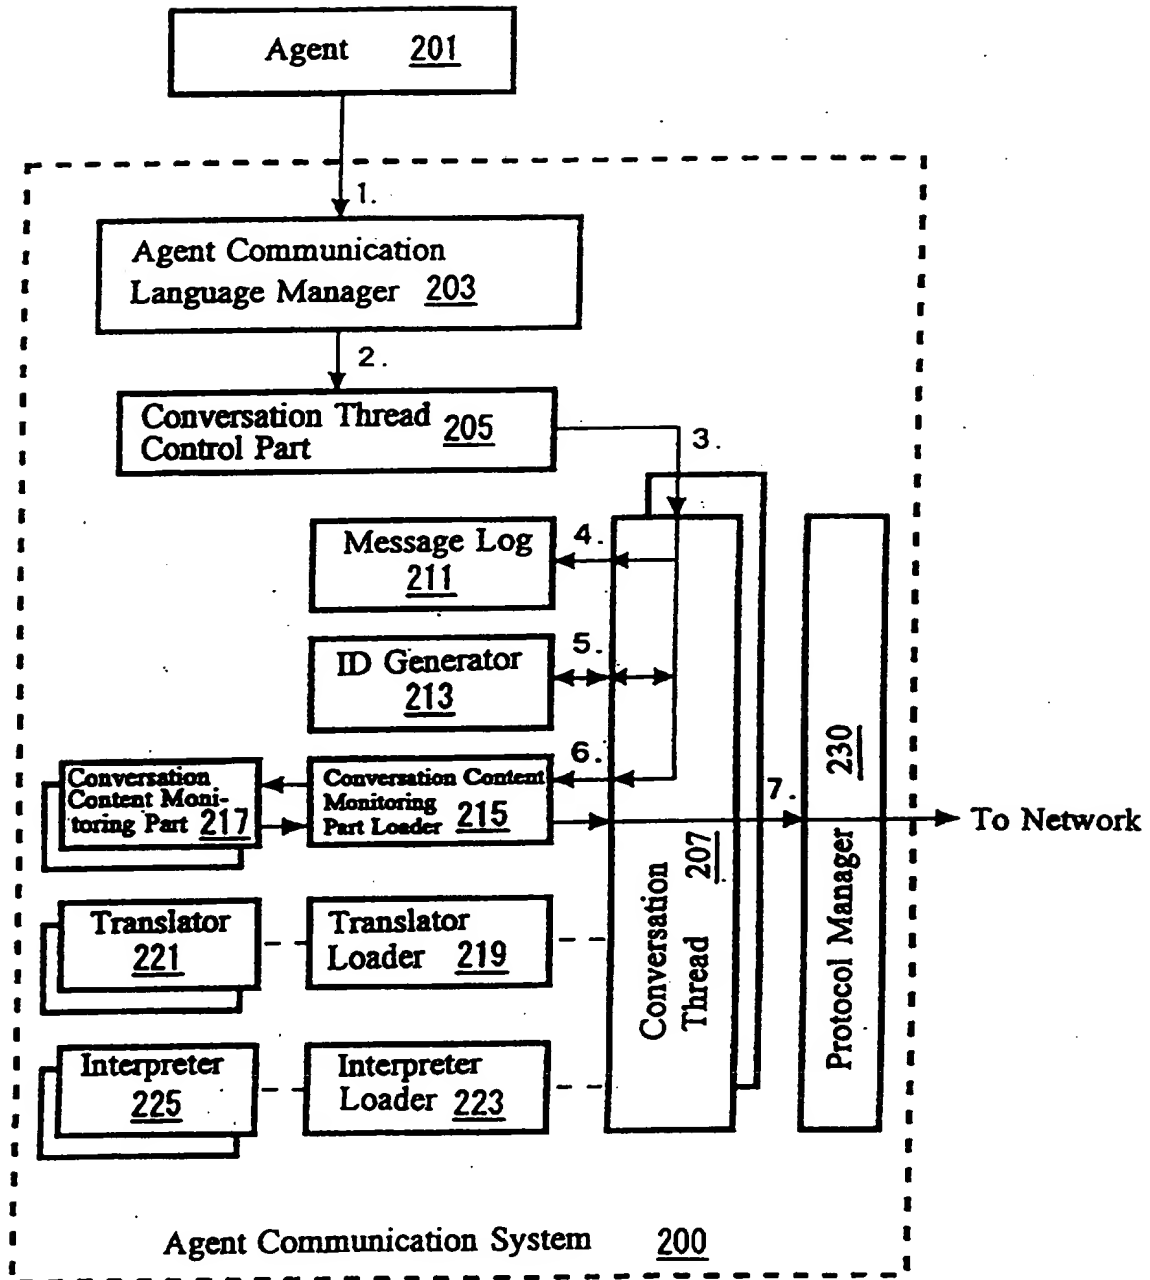 Agent 201
1.
Agent Communication
Language Manager 203
2.
Conversation Thread
Control Part 205
3.
Message Log
211
4.
ID Generator
213
5.
6.
Conversation
Content Moni-
toring Part 217
Conversation Content
Monitoring
Part Loader 215
7.
To Network
Translator
221
Translator
Loader 219
Interpreter
225
Interpreter
Loader 223
Conversation
Thread 207
Protocol Manager 230
Agent Communication System 200